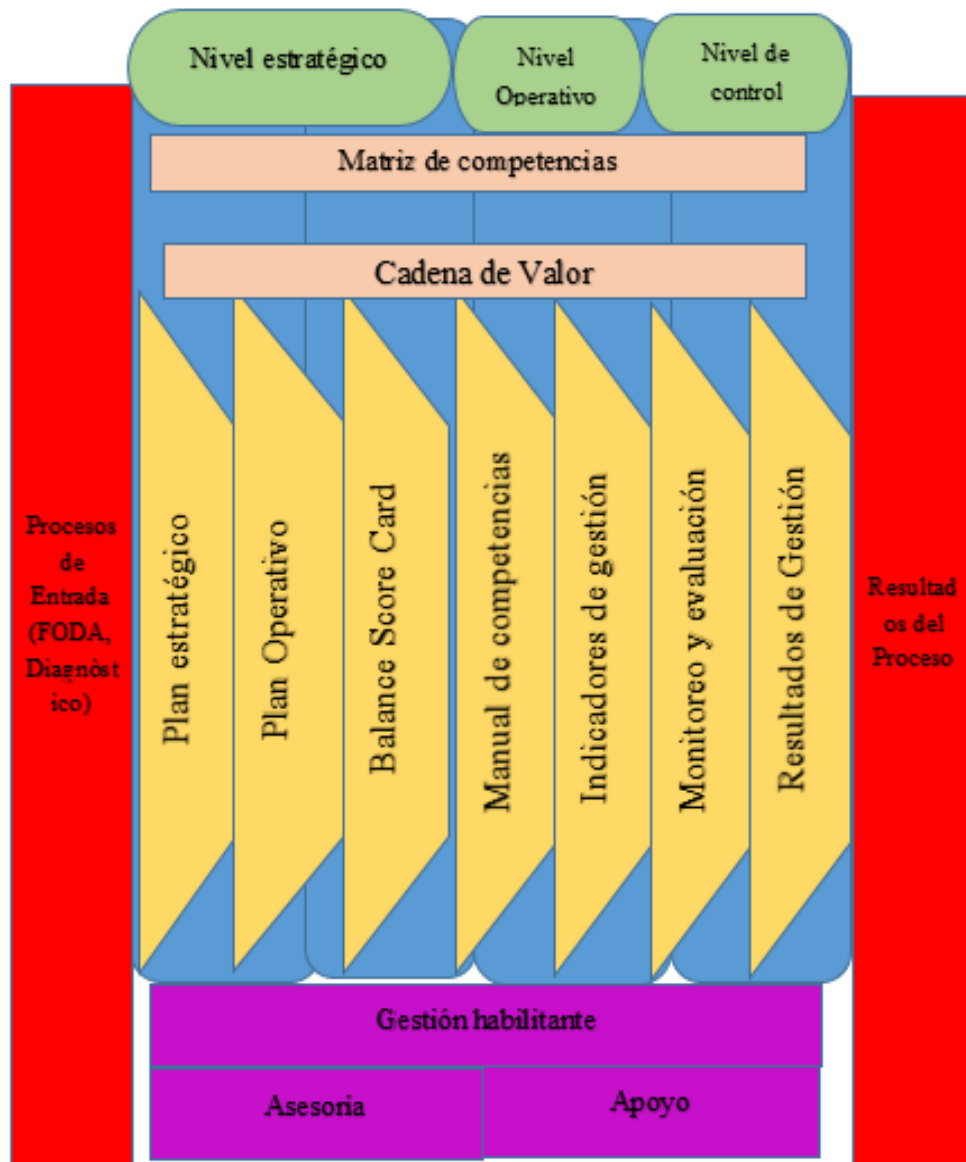 Nivel estratégico
Nivel
Operativo
Nivel de
control
Matriz de competencias
Cadena de Valor
Procesos
de
Entrada
(FODA,
Diagnòst
ico)
Plan estratégico
Plan Operativo
Balance Score Card
Manual de competencias
Indicadores de gestión
Monitoreo y evaluación
Resultados de Gestión
Resultad
os del
Proceso
Gestión habilitante
Asesoria
Apoyo